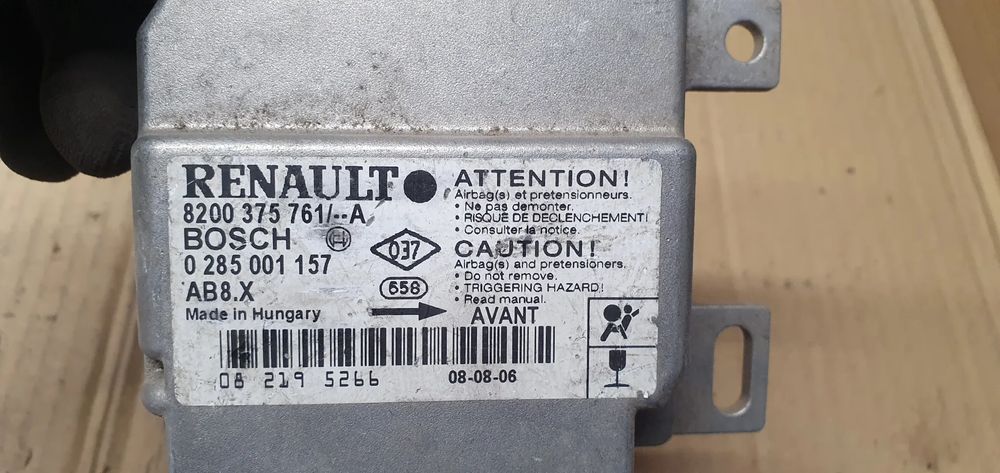 RENAULT
8200 375 761/--A
BOSCH
0 285 001 157
AB8.X
Made in Hungary
037
656
ATTENTION!
Airbag(s) et pretensionneurs.
• Ne pas demonter.
• RISQUE DE DECLENCHEMENT!
• Consulter la notice.
CAUTION!
Airbag(s) and pretensioners.
• Do not remove.
• TRIGGERING HAZARD!
• Read manual.
AVANT
08 219 5266
08-08-06